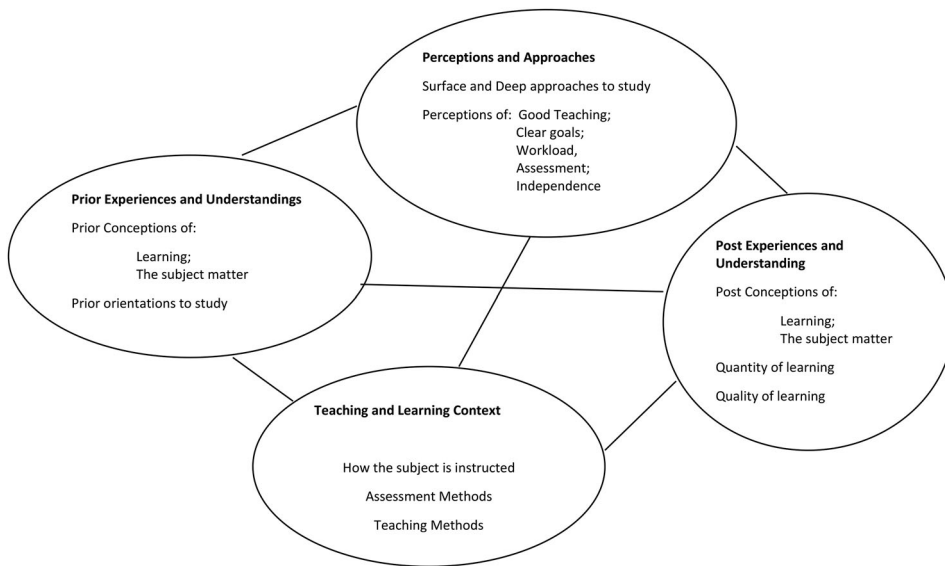 Perceptions and Approaches
Surface and Deep approaches to study
Perceptions of: Good Teaching;
Clear goals;
Workload,
Assessment;
Independence
Prior Experiences and Understandings
Prior Conceptions of:
Learning;
The subject matter
Prior orientations to study
Post Experiences and
Understanding
Post Conceptions of:
Learning;
The subject matter
Quantity of learning
Quality of learning
Teaching and Learning Context
How the subject is instructed
Assessment Methods
Teaching Methods